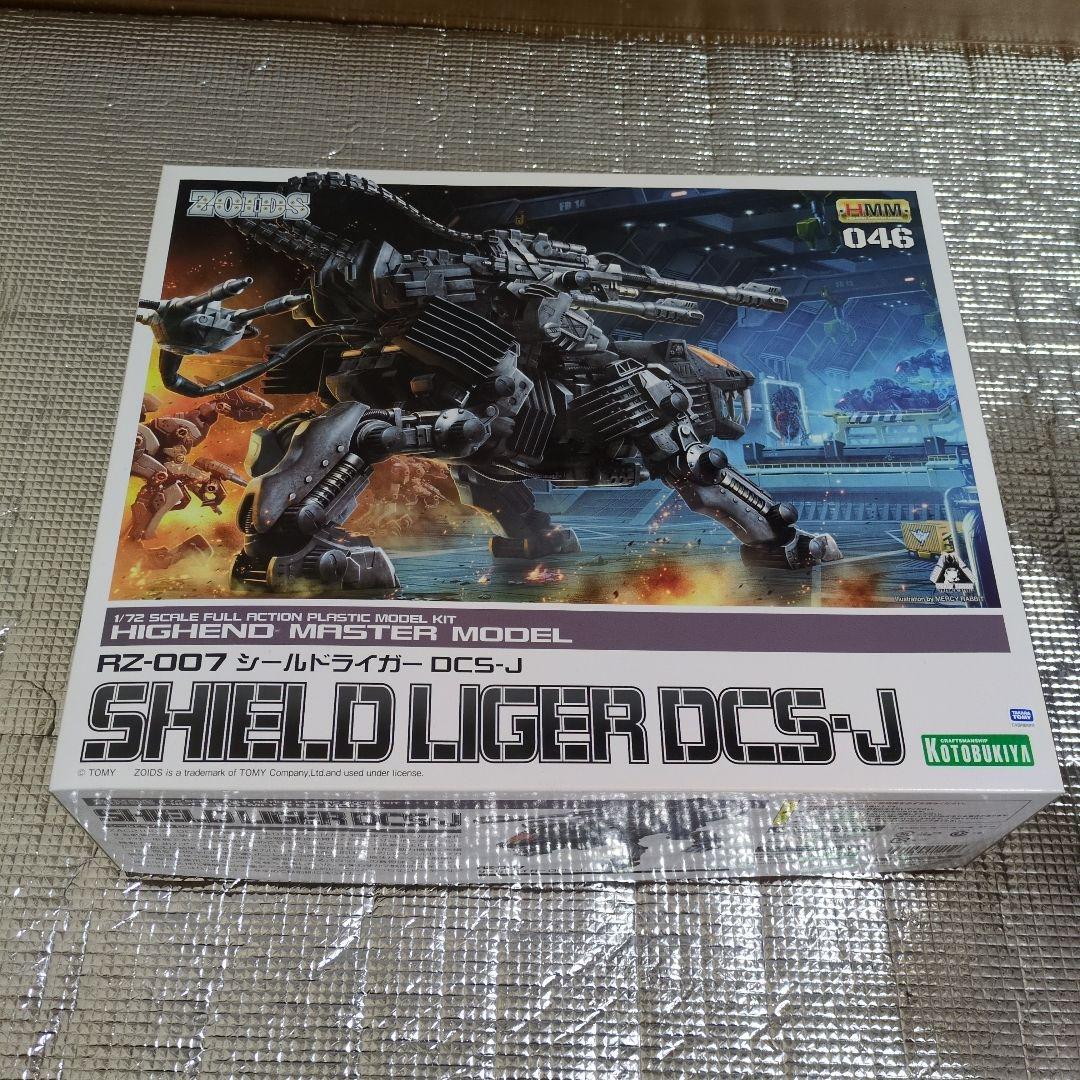 ZOIDS
HMM
046
FB 14
Illustration by MERCY RABBIT
1/72 SCALE FULL ACTION PLASTIC MODEL KIT
HIGHEND MASTER MODEL
RZ-007 シールドライガー DCS-J
SHIELD LIGER DCS-J
TAKARA TOMY
CRAFTSMANSHIP
KOTOBUKIYA
© TOMY ZOIDS is a trademark of TOMY Company,Ltd.and used under license.
SHIELD LIGER DCS-J